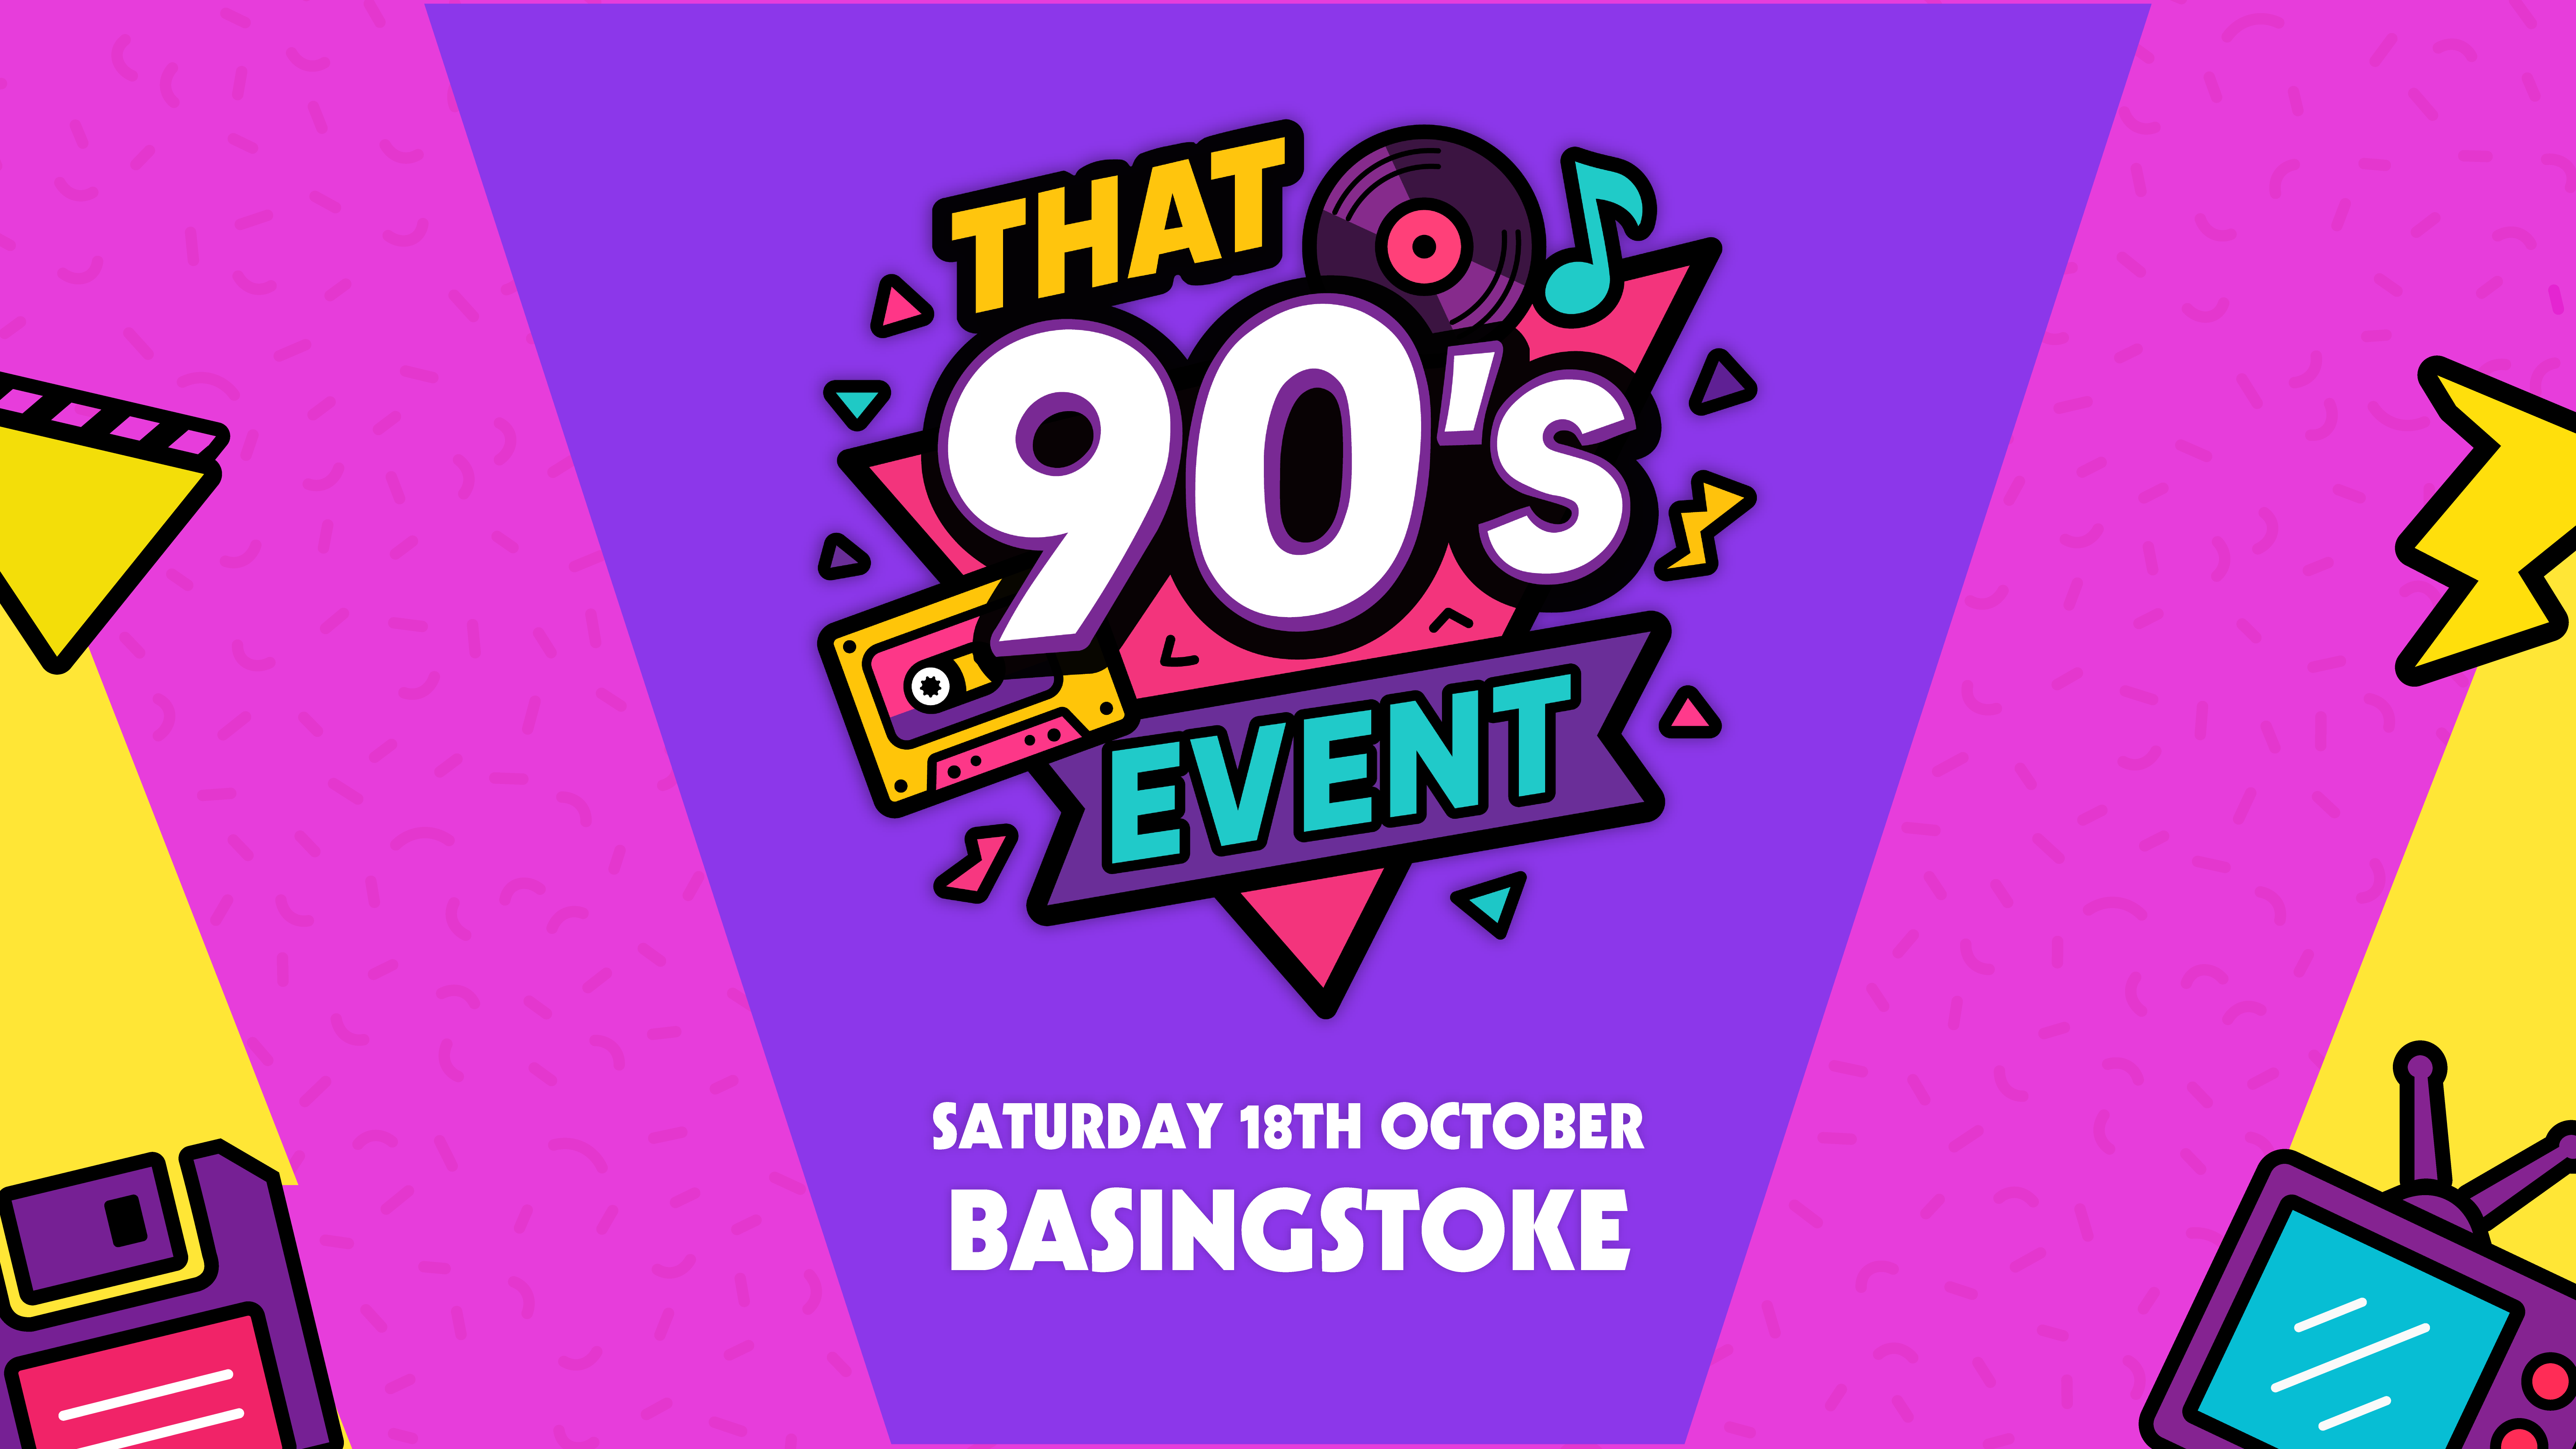 THAT
90's
EVENT
SATURDAY 18TH OCTOBER
BASINGSTOKE